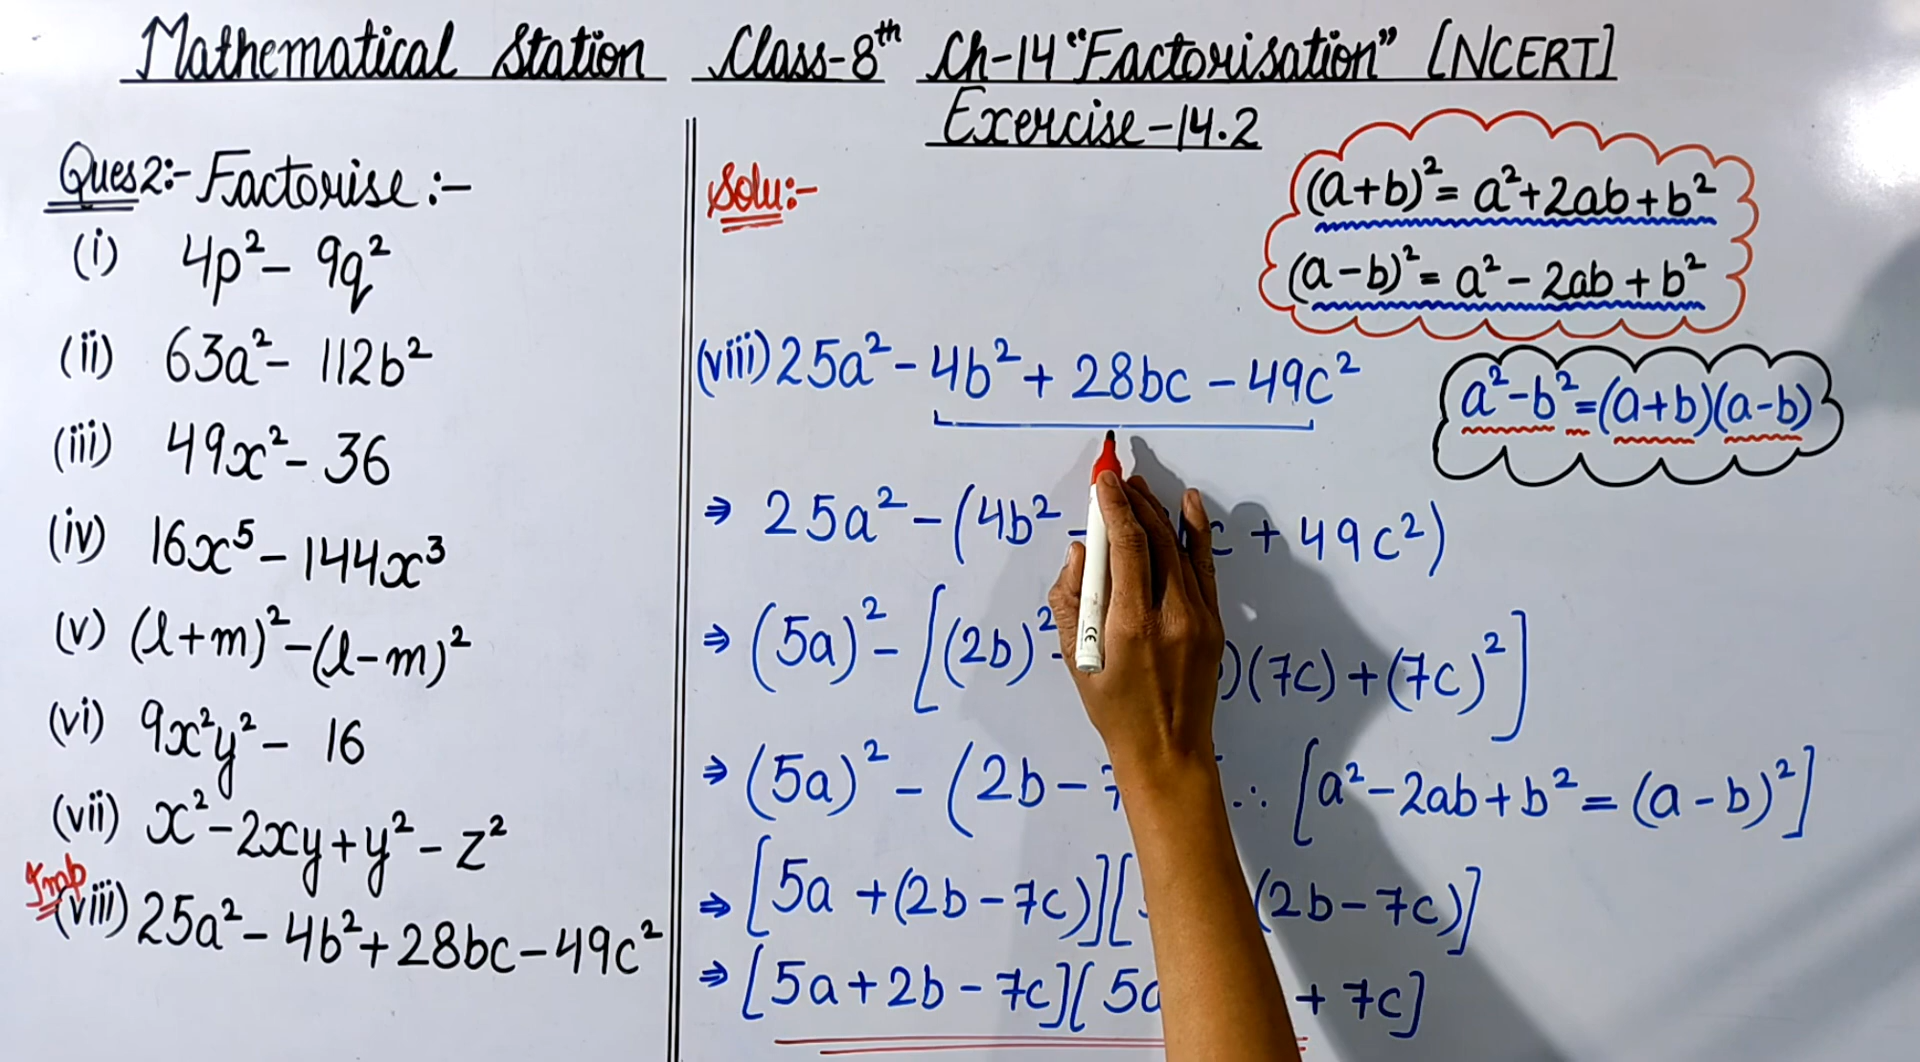 Mathematical Station Class-8th Ch-14 "Factorisation" [NCERT]
Exercise-14.2
Ques2:- Factorise:-
(i) 4p²- 9q²
(ii) 63a²- 112b²
(iii) 49x²- 36
(iv) 16x⁵- 144x³
(v) (l+m)²-(l-m)²
(vi) 9x²y²- 16
(vii) x²-2xy+y²-z²
Imp
(viii) 25a²- 4b²+28bc-49c²
Solu:-
(a+b)²= a²+2ab+b²
(a-b)²= a²-2ab+b²
a²-b²=(a+b)(a-b)
(viii) 25a²-4b²+28bc-49c²
⇒ 25a²-(4b²- c + 49c²)
⇒ (5a)²-[(2b)²- )(7c)+(7c)²]
⇒ (5a)²-(2b- ∴ [a²-2ab+b²=(a-b)²]
⇒ [5a+(2b-7c)][ (2b-7c)]
⇒ [5a+2b-7c][5a +7c]
CE